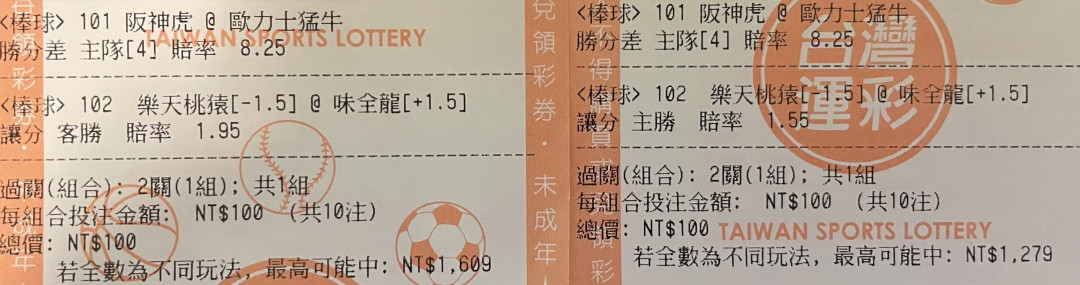 <棒球> 101 阪神虎 @ 歐力士猛牛
勝分差 主隊[4] 賠率 8.25
TAIWAN SPORTS LOTTERY
<棒球> 102 樂天桃猿[-1.5] @ 味全龍[+1.5]
讓分 客勝 賠率 1.95
過關(組合): 2關(1組); 共1組
每組合投注金額: NT$100 (共10注)
總價: NT$100
若全數為不同玩法, 最高可能中: NT$1,609
兌領彩券·未成年人
<棒球> 101 阪神虎 @ 歐力士猛牛
勝分差 主隊[4] 賠率 8.25
台灣
運彩
<棒球> 102 樂天桃猿[-1.5] @ 味全龍[+1.5]
讓分 主勝 賠率 1.55
過關(組合): 2關(1組); 共1組
每組合投注金額: NT$100 (共10注)
總價: NT$100
TAIWAN SPORTS LOTTERY
若全數為不同玩法, 最高可能中: NT$1,279